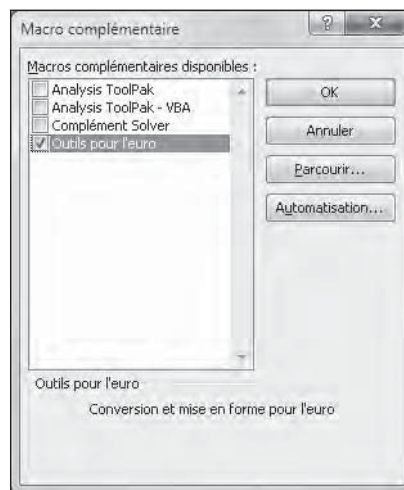 Macro complémentaire
Macros complémentaires disponibles :
Analysis ToolPak
Analysis ToolPak - VBA
Complément Solver
Outils pour l'euro
OK
Annuler
Parcourir...
Automatisation...
Outils pour l'euro
Conversion et mise en forme pour l'euro